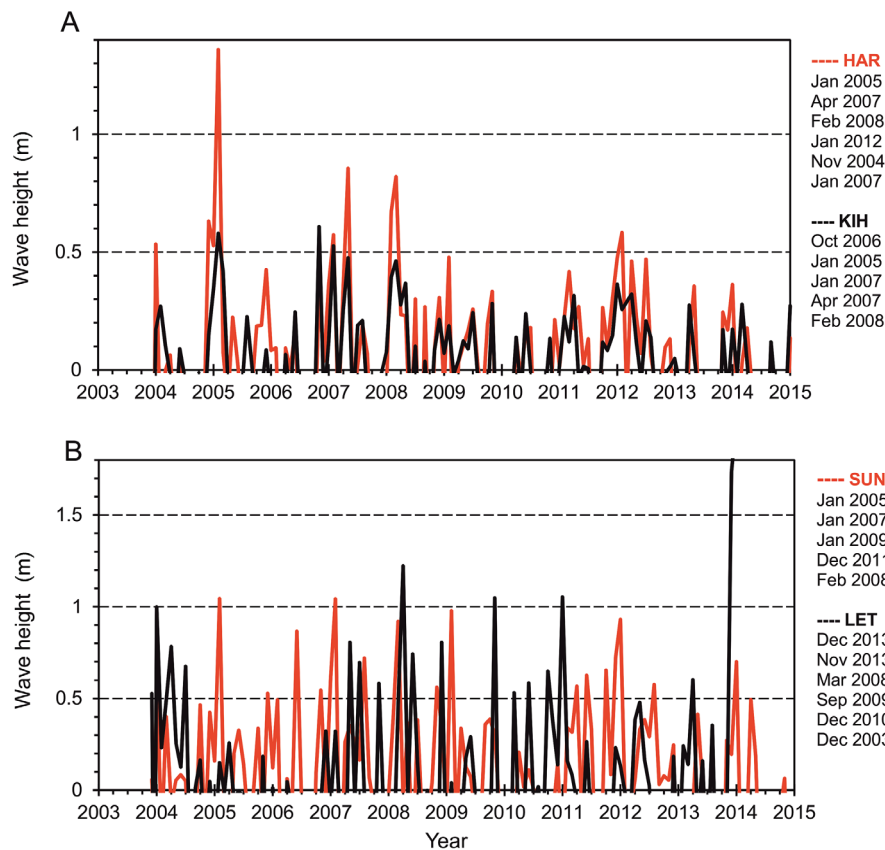 A
Wave height (m)
1
0.5
0
2003 2004 2005 2006 2007 2008 2009 2010 2011 2012 2013 2014 2015
---- HAR
Jan 2005
Apr 2007
Feb 2008
Jan 2012
Nov 2004
Jan 2007
---- KIH
Oct 2006
Jan 2005
Jan 2007
Apr 2007
Feb 2008
B
Wave height (m)
1.5
1
0.5
0
2003 2004 2005 2006 2007 2008 2009 2010 2011 2012 2013 2014 2015
Year
---- SUN
Jan 2005
Jan 2007
Jan 2009
Dec 2011
Feb 2008
---- LET
Dec 2013
Nov 2013
Mar 2008
Sep 2009
Dec 2010
Dec 2003